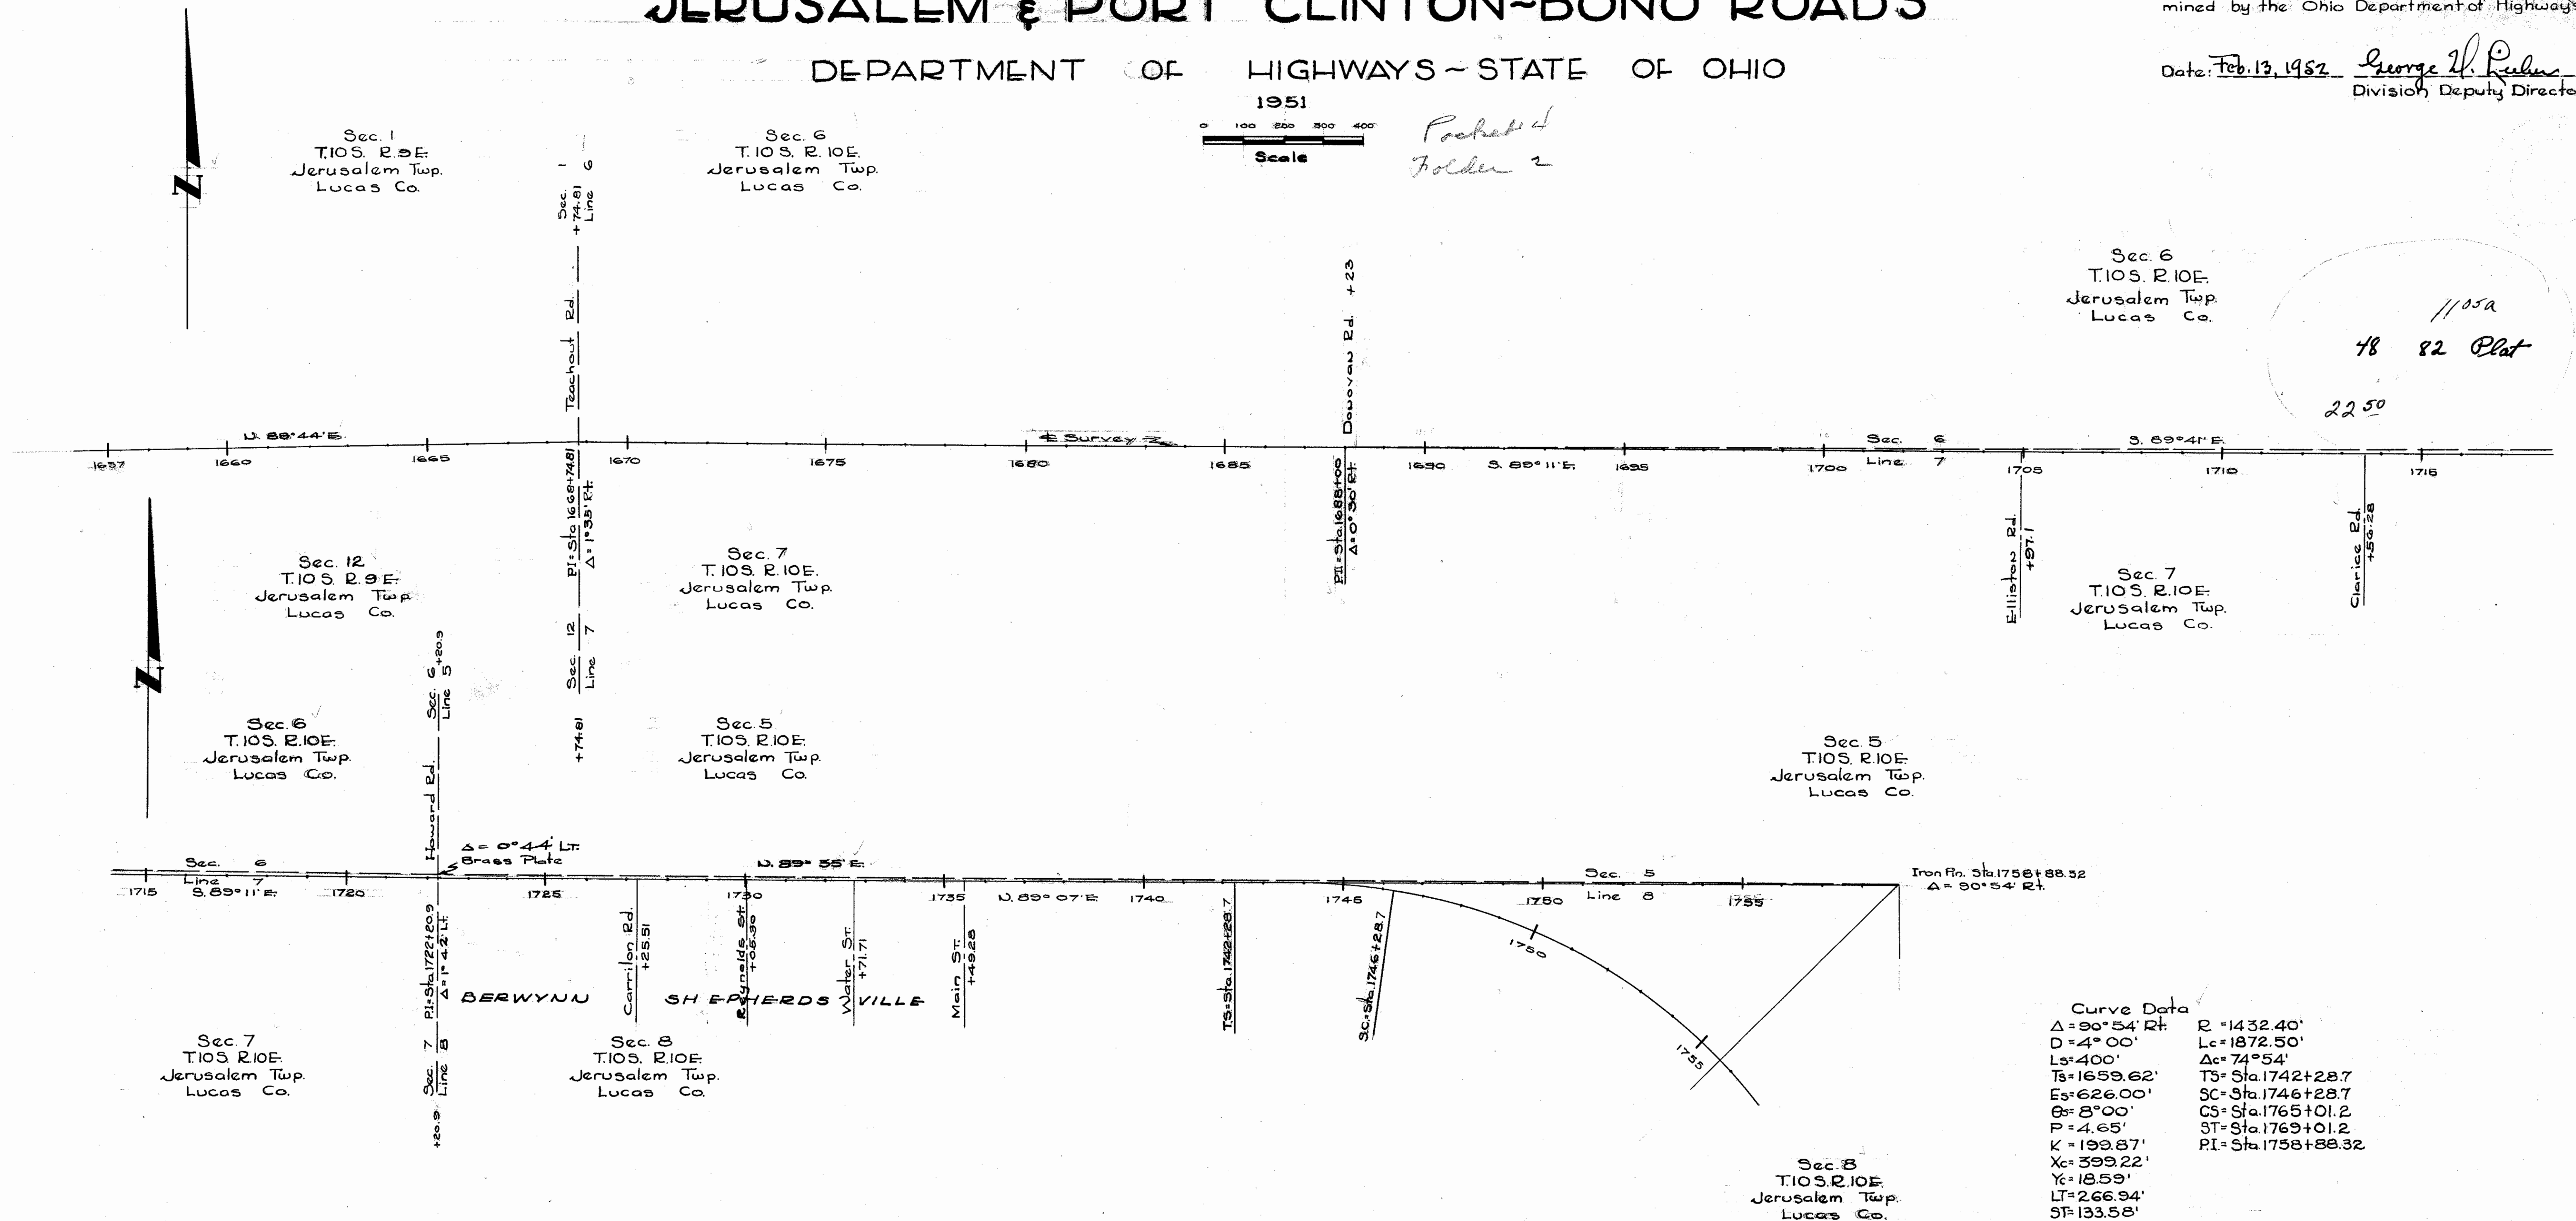 JERUSALEM & PORT CLINTON~BONO ROADS
DEPARTMENT OF HIGHWAYS~STATE OF OHIO
1951
0 100 200 300 400
Scale
Packet 4
Folder 2
mined by the Ohio Department of Highways
Date: Feb. 13, 1952 George H.
Division Deputy Directo
N
Sec. 1
T.10S. R.9E.
Jerusalem Twp.
Lucas Co.
Sec. 1
+74.81
Line 6
Sec. 6
T. 10 S. R. 10E.
Jerusalem Twp.
Lucas Co.
Teachout Rd.
Donovan Rd. +23
Sec. 6
T.10S. R.10E.
Jerusalem Twp.
Lucas Co.
1105a
48 82 Plat
22 50
N. 88°44'E.
℄ Survey
Sec. 6
Line 7
S. 89°41'E.
1657 1660 1665 1670 1675 1680 1685 1690 S. 89°11'E. 1695 1700 1705 1710 1715
PI=Sta 1668+74.81
Δ=1°35' Rt.
P.I.=Sta.1688+00
Δ=0°30' Rt.
Elliston Rd.
+97.1
Clarice Rd.
+56.28
Sec. 12
T.10S. R.9E.
Jerusalem Twp.
Lucas Co.
Sec. 12
Line 7
+74.81
Sec. 7
T. 10S. R.10E.
Jerusalem Twp.
Lucas Co.
Sec. 7
T.10S. R.10E.
Jerusalem Twp.
Lucas Co.
N
Sec. 6 +20.9
Line 5
Howard Rd.
Sec. 6
T.10S. R.10E.
Jerusalem Twp.
Lucas Co.
Sec. 5
T.10S. R.10E.
Jerusalem Twp.
Lucas Co.
Sec. 5
T.10S. R.10E.
Jerusalem Twp.
Lucas Co.
Δ= 0°44' LT.
Brass Plate
Sec. 6
Line 7
S. 89°11'E.
N. 89° 55'E.
Sec. 5
Line 8
Iron Pin. Sta.1758+88.32
Δ= 90°54' Rt.
1715 1720 1725 1730 1735 N. 89° 07'E. 1740 1745 1750 1755
P.I.=Sta.1722+20.9
Δ=1°42' Lt.
Carrilon Rd.
+25.51
Reynolds St.
+05.30
Water St.
+71.71
Main St.
+49.28
T.S.=Sta.1742+28.7
S.C.=Sta.1746+28.7
1750
1755
BERWYNN
SHEPHERDSVILLE
Sec. 7
T.10S. R.10E.
Jerusalem Twp.
Lucas Co.
+20.9 Sec. 7
Line 8
Sec. 8
T.10S. R.10E.
Jerusalem Twp.
Lucas Co.
Sec. 8
T.10S. R.10E.
Jerusalem Twp.
Lucas Co.
Curve Data
Δ=90°54' Rt. R =1432.40'
D=4°00' Lc=1872.50'
Ls=400' Δc=74°54'
Ts=1659.62' TS=Sta.1742+28.7
Es=626.00' SC=Sta.1746+28.7
Θs=8°00' CS=Sta.1765+01.2
P =4.65' ST=Sta.1769+01.2
K =199.87' P.I.=Sta.1758+88.32
Xc=399.22'
Yc=18.59'
LT=266.94'
ST=133.58'